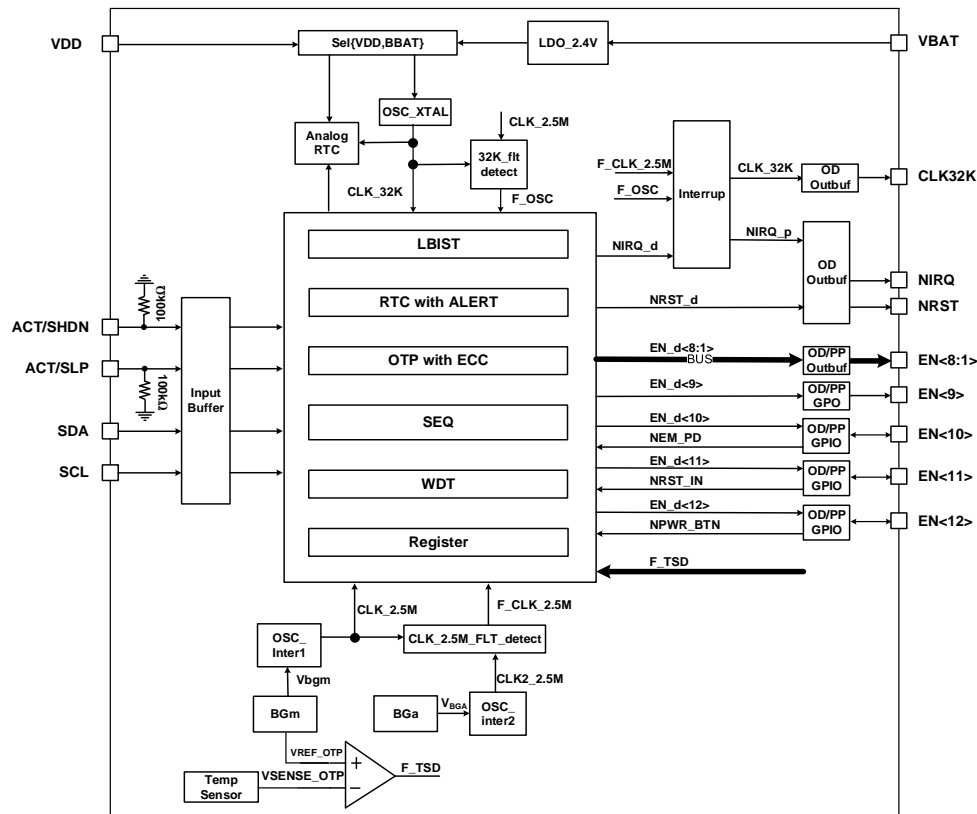 VDD
Sel{VDD,BBAT}
LDO_2.4V
VBAT
OSC_XTAL
Analog
RTC
CLK_2.5M
32K_flt
detect
CLK_32K
F_OSC
F_CLK_2.5M
F_OSC
Interrup
CLK_32K
OD
Outbuf
CLK32K
NIRQ_d
NIRQ_p
OD
Outbuf
NIRQ
NRST_d
NRST
LBIST
RTC with ALERT
OTP with ECC
SEQ
WDT
Register
100kΩ
ACT/SHDN
ACT/SLP
100kΩ
SDA
SCL
Input
Buffer
EN_d<8:1>
BUS
OD/PP
Outbuf
EN<8:1>
EN_d<9>
OD/PP
GPO
EN<9>
EN_d<10>
NEM_PD
OD/PP
GPIO
EN<10>
EN_d<11>
NRST_IN
OD/PP
GPIO
EN<11>
EN_d<12>
NPWR_BTN
OD/PP
GPIO
EN<12>
F_TSD
CLK_2.5M
F_CLK_2.5M
OSC_
Inter1
CLK_2.5M_FLT_detect
Vbgm
CLK2_2.5M
BGm
BGa
VBGA
OSC_
inter2
VREF_OTP
+
F_TSD
Temp
Sensor
VSENSE_OTP
−